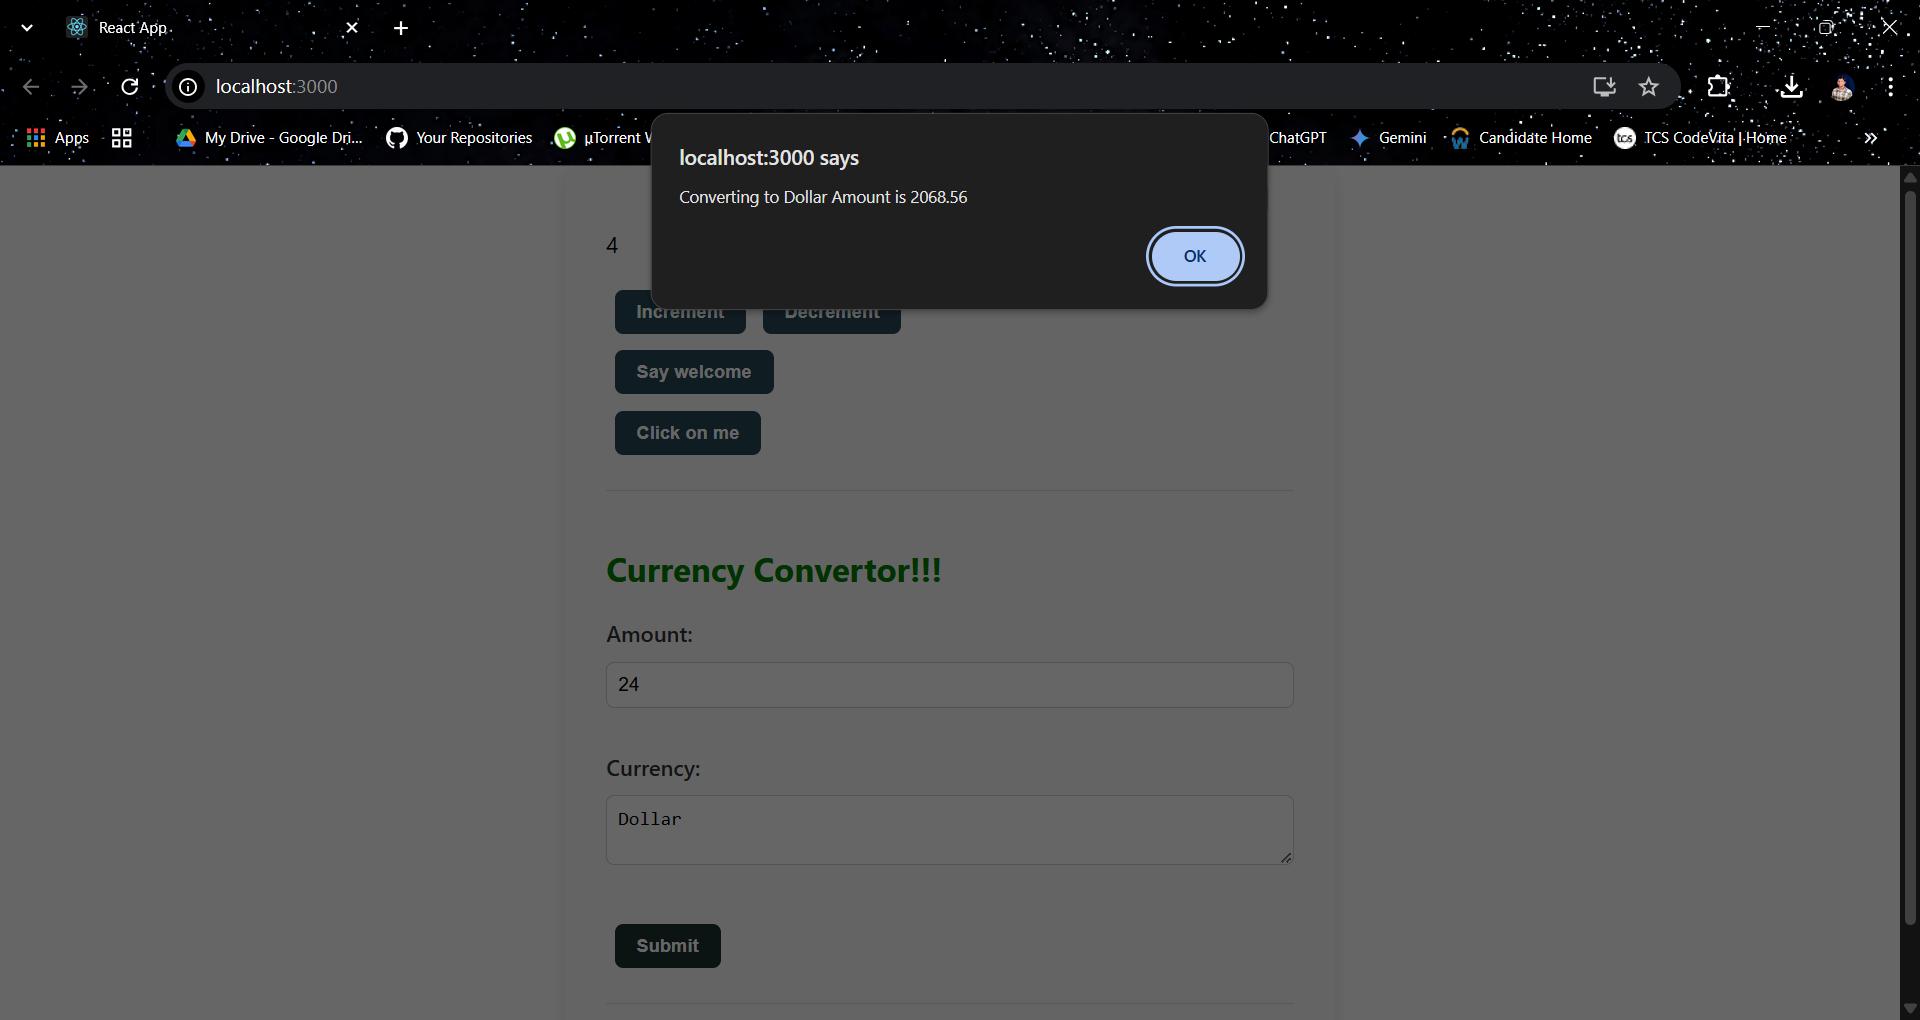 React App
localhost:3000
Apps
My Drive - Google Dri...
Your Repositories
µTorrent
ChatGPT
Gemini
Candidate Home
tcs
TCS CodeVita | Home
localhost:3000 says
Converting to Dollar Amount is 2068.56
OK
4
Increment
Decrement
Say welcome
Click on me
Currency Convertor!!!
Amount:
24
Currency:
Dollar
Submit